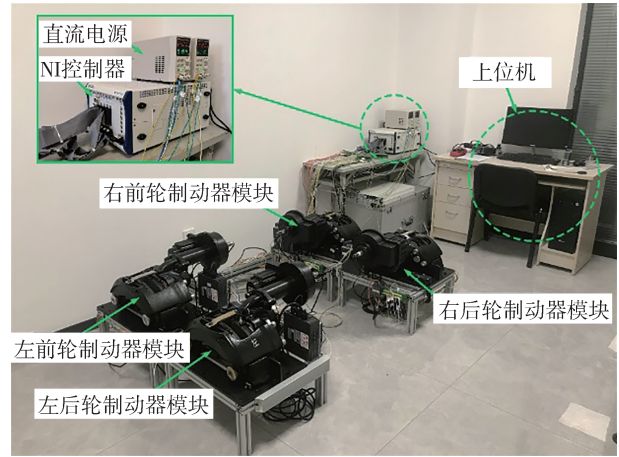 直流电源
NI控制器
上位机
右前轮制动器模块
右后轮制动器模块
左前轮制动器模块
左后轮制动器模块